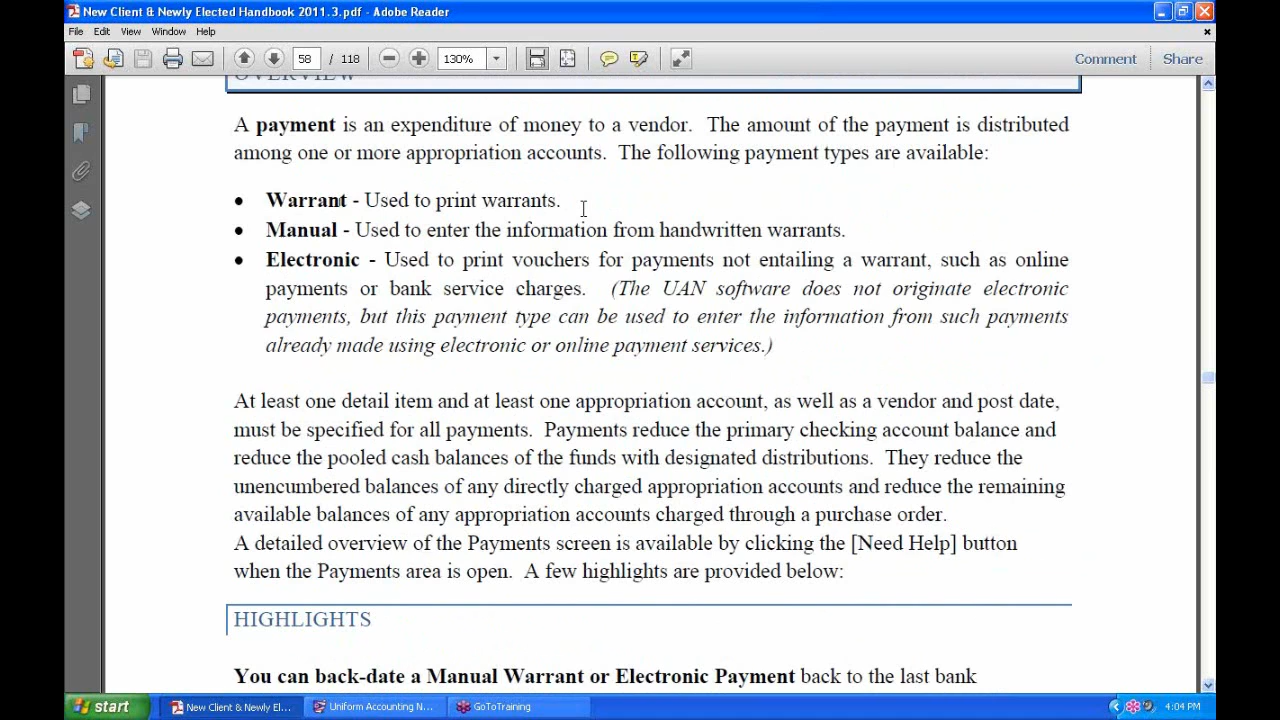 New Client & Newly Elected Handbook 2011.3.pdf - Adobe Reader
File Edit View Window Help
58 / 118 130% Comment Share
OVERVIEW
A payment is an expenditure of money to a vendor. The amount of the payment is distributed
among one or more appropriation accounts. The following payment types are available:
• Warrant - Used to print warrants.
• Manual - Used to enter the information from handwritten warrants.
• Electronic - Used to print vouchers for payments not entailing a warrant, such as online
payments or bank service charges. (The UAN software does not originate electronic
payments, but this payment type can be used to enter the information from such payments
already made using electronic or online payment services.)
At least one detail item and at least one appropriation account, as well as a vendor and post date,
must be specified for all payments. Payments reduce the primary checking account balance and
reduce the pooled cash balances of the funds with designated distributions. They reduce the
unencumbered balances of any directly charged appropriation accounts and reduce the remaining
available balances of any appropriation accounts charged through a purchase order.
A detailed overview of the Payments screen is available by clicking the [Need Help] button
when the Payments area is open. A few highlights are provided below:
HIGHLIGHTS
You can back-date a Manual Warrant or Electronic Payment back to the last bank
start New Client & Newly El... Uniform Accounting N... GoToTraining 4:04 PM